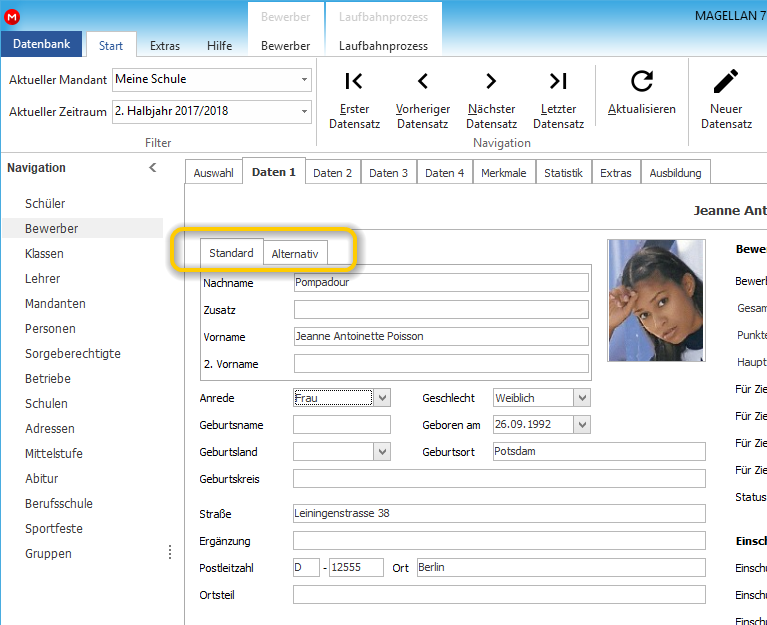 M
Bewerber
Laufbahnprozess
MAGELLAN 7
Datenbank
Start
Extras
Hilfe
Bewerber
Laufbahnprozess
Aktueller Mandant
Meine Schule
Aktueller Zeitraum
2. Halbjahr 2017/2018
Filter
Erster
Datensatz
Vorheriger
Datensatz
Nächster
Datensatz
Letzter
Datensatz
Aktualisieren
Navigation
Neuer
Datensatz
Navigation
Schüler
Bewerber
Klassen
Lehrer
Mandanten
Personen
Sorgeberechtigte
Betriebe
Schulen
Adressen
Mittelstufe
Abitur
Berufsschule
Sportfeste
Gruppen
Auswahl
Daten 1
Daten 2
Daten 3
Daten 4
Merkmale
Statistik
Extras
Ausbildung
Jeanne Ant
Standard
Alternativ
Nachname
Pompadour
Zusatz
Vorname
Jeanne Antoinette Poisson
2. Vorname
Anrede
Frau
Geschlecht
Weiblich
Geburtsname
Geboren am
26.09.1992
Geburtsland
Geburtsort
Potsdam
Geburtskreis
Straße
Leiningenstrasse 38
Ergänzung
Postleitzahl
D - 12555
Ort
Berlin
Ortsteil
Bewer
Bewerl
Gesam
Punkte
Haupt
Für Zie
Für Zie
Für Zie
Für Zie
Status
Einsch
Einschu
Einschu
Einschu